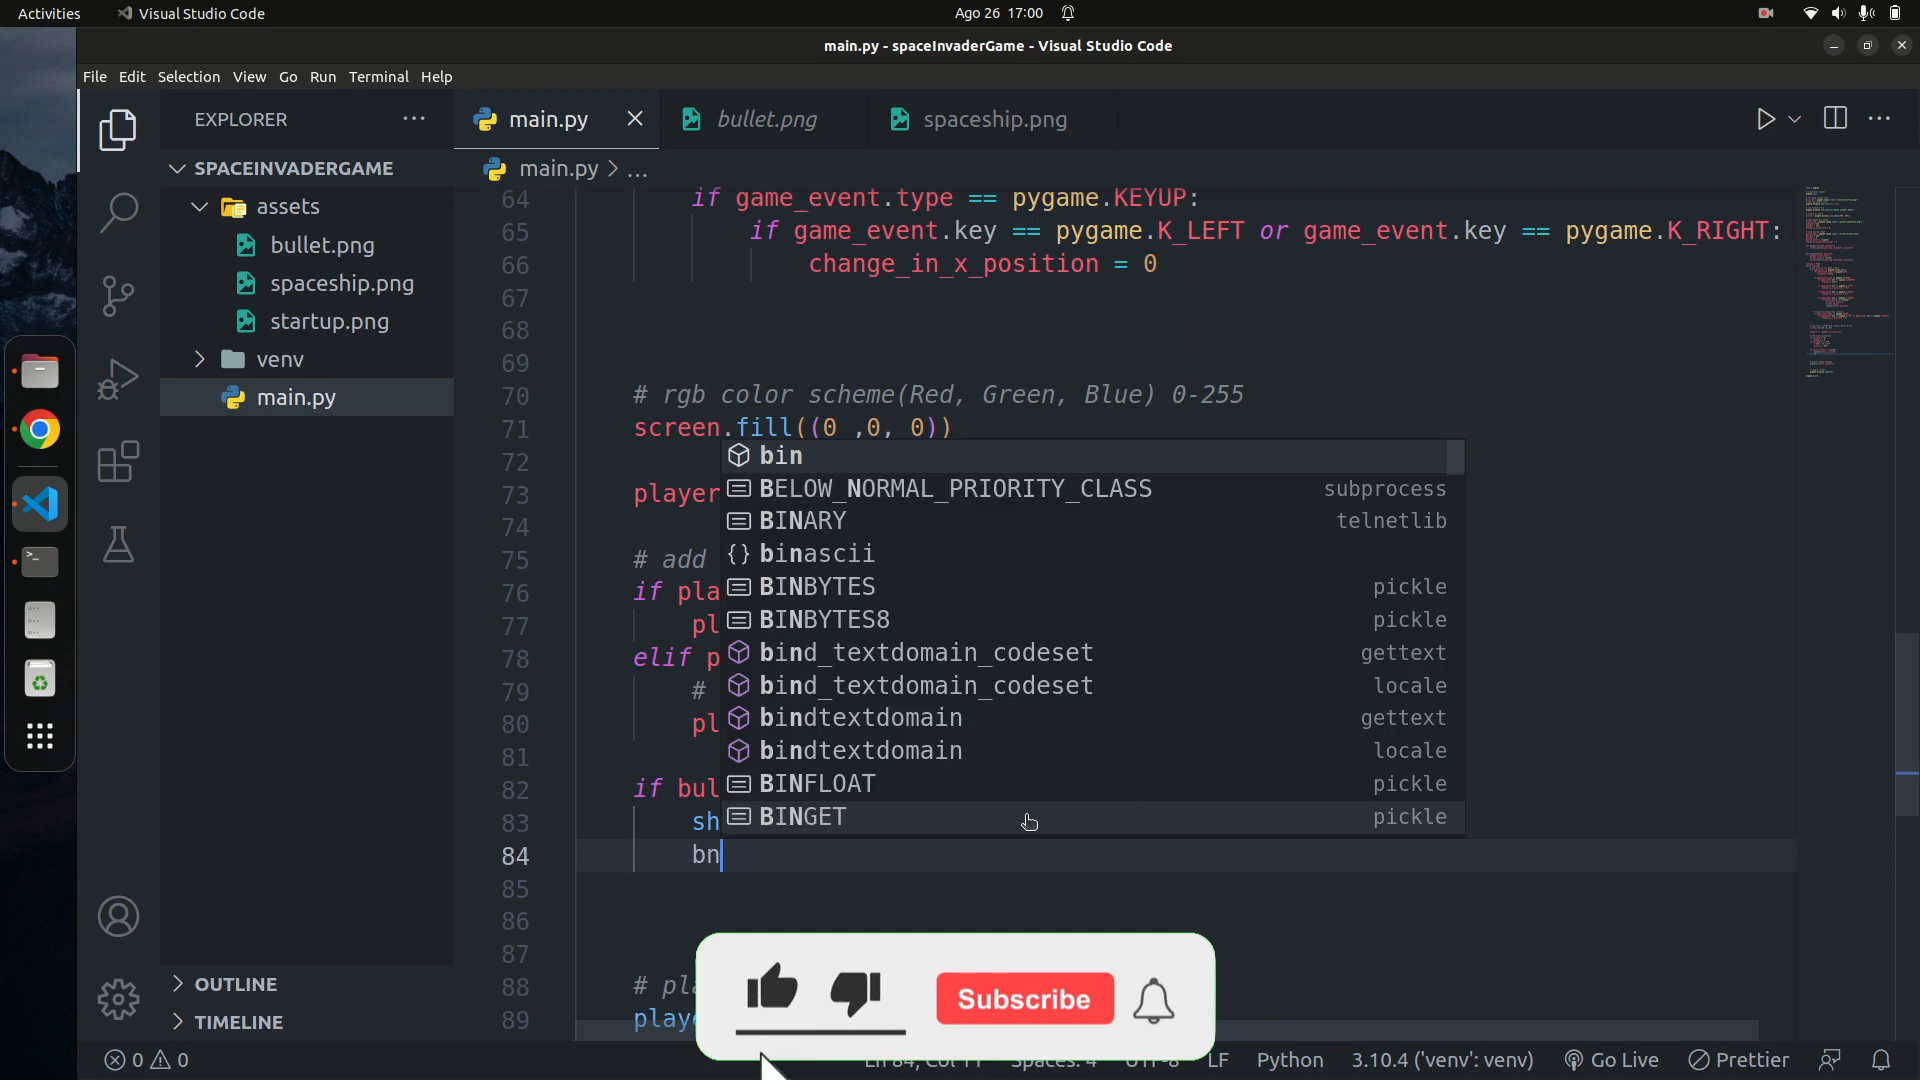 Activities
Visual Studio Code
Ago 26 17:00
main.py - spaceInvaderGame - Visual Studio Code
File Edit Selection View Go Run Terminal Help
EXPLORER
main.py
bullet.png
spaceship.png
SPACEINVADERGAME
main.py > ...
assets
bullet.png
spaceship.png
startup.png
venv
main.py
64 if game_event.type == pygame.KEYUP:
65 if game_event.key == pygame.K_LEFT or game_event.key == pygame.K_RIGHT:
66 change_in_x_position = 0
67
68
69
70 # rgb color scheme(Red, Green, Blue) 0-255
71 screen.fill((0 ,0, 0))
72
73 player
74
75 # add
76 if pla
77 pl
78 elif p
79 #
80 pl
81
82 if bul
83 sh
84 bn
85
86
87
88 # pl
89 playe
bin
BELOW_NORMAL_PRIORITY_CLASS subprocess
BINARY telnetlib
binascii
BINBYTES pickle
BINBYTES8 pickle
bind_textdomain_codeset gettext
bind_textdomain_codeset locale
bindtextdomain gettext
bindtextdomain locale
BINFLOAT pickle
BINGET pickle
OUTLINE
TIMELINE
Subscribe
0 0
Ln 84, Col 11 Spaces: 4 UTF-8 LF Python 3.10.4 ('venv': venv) Go Live Prettier